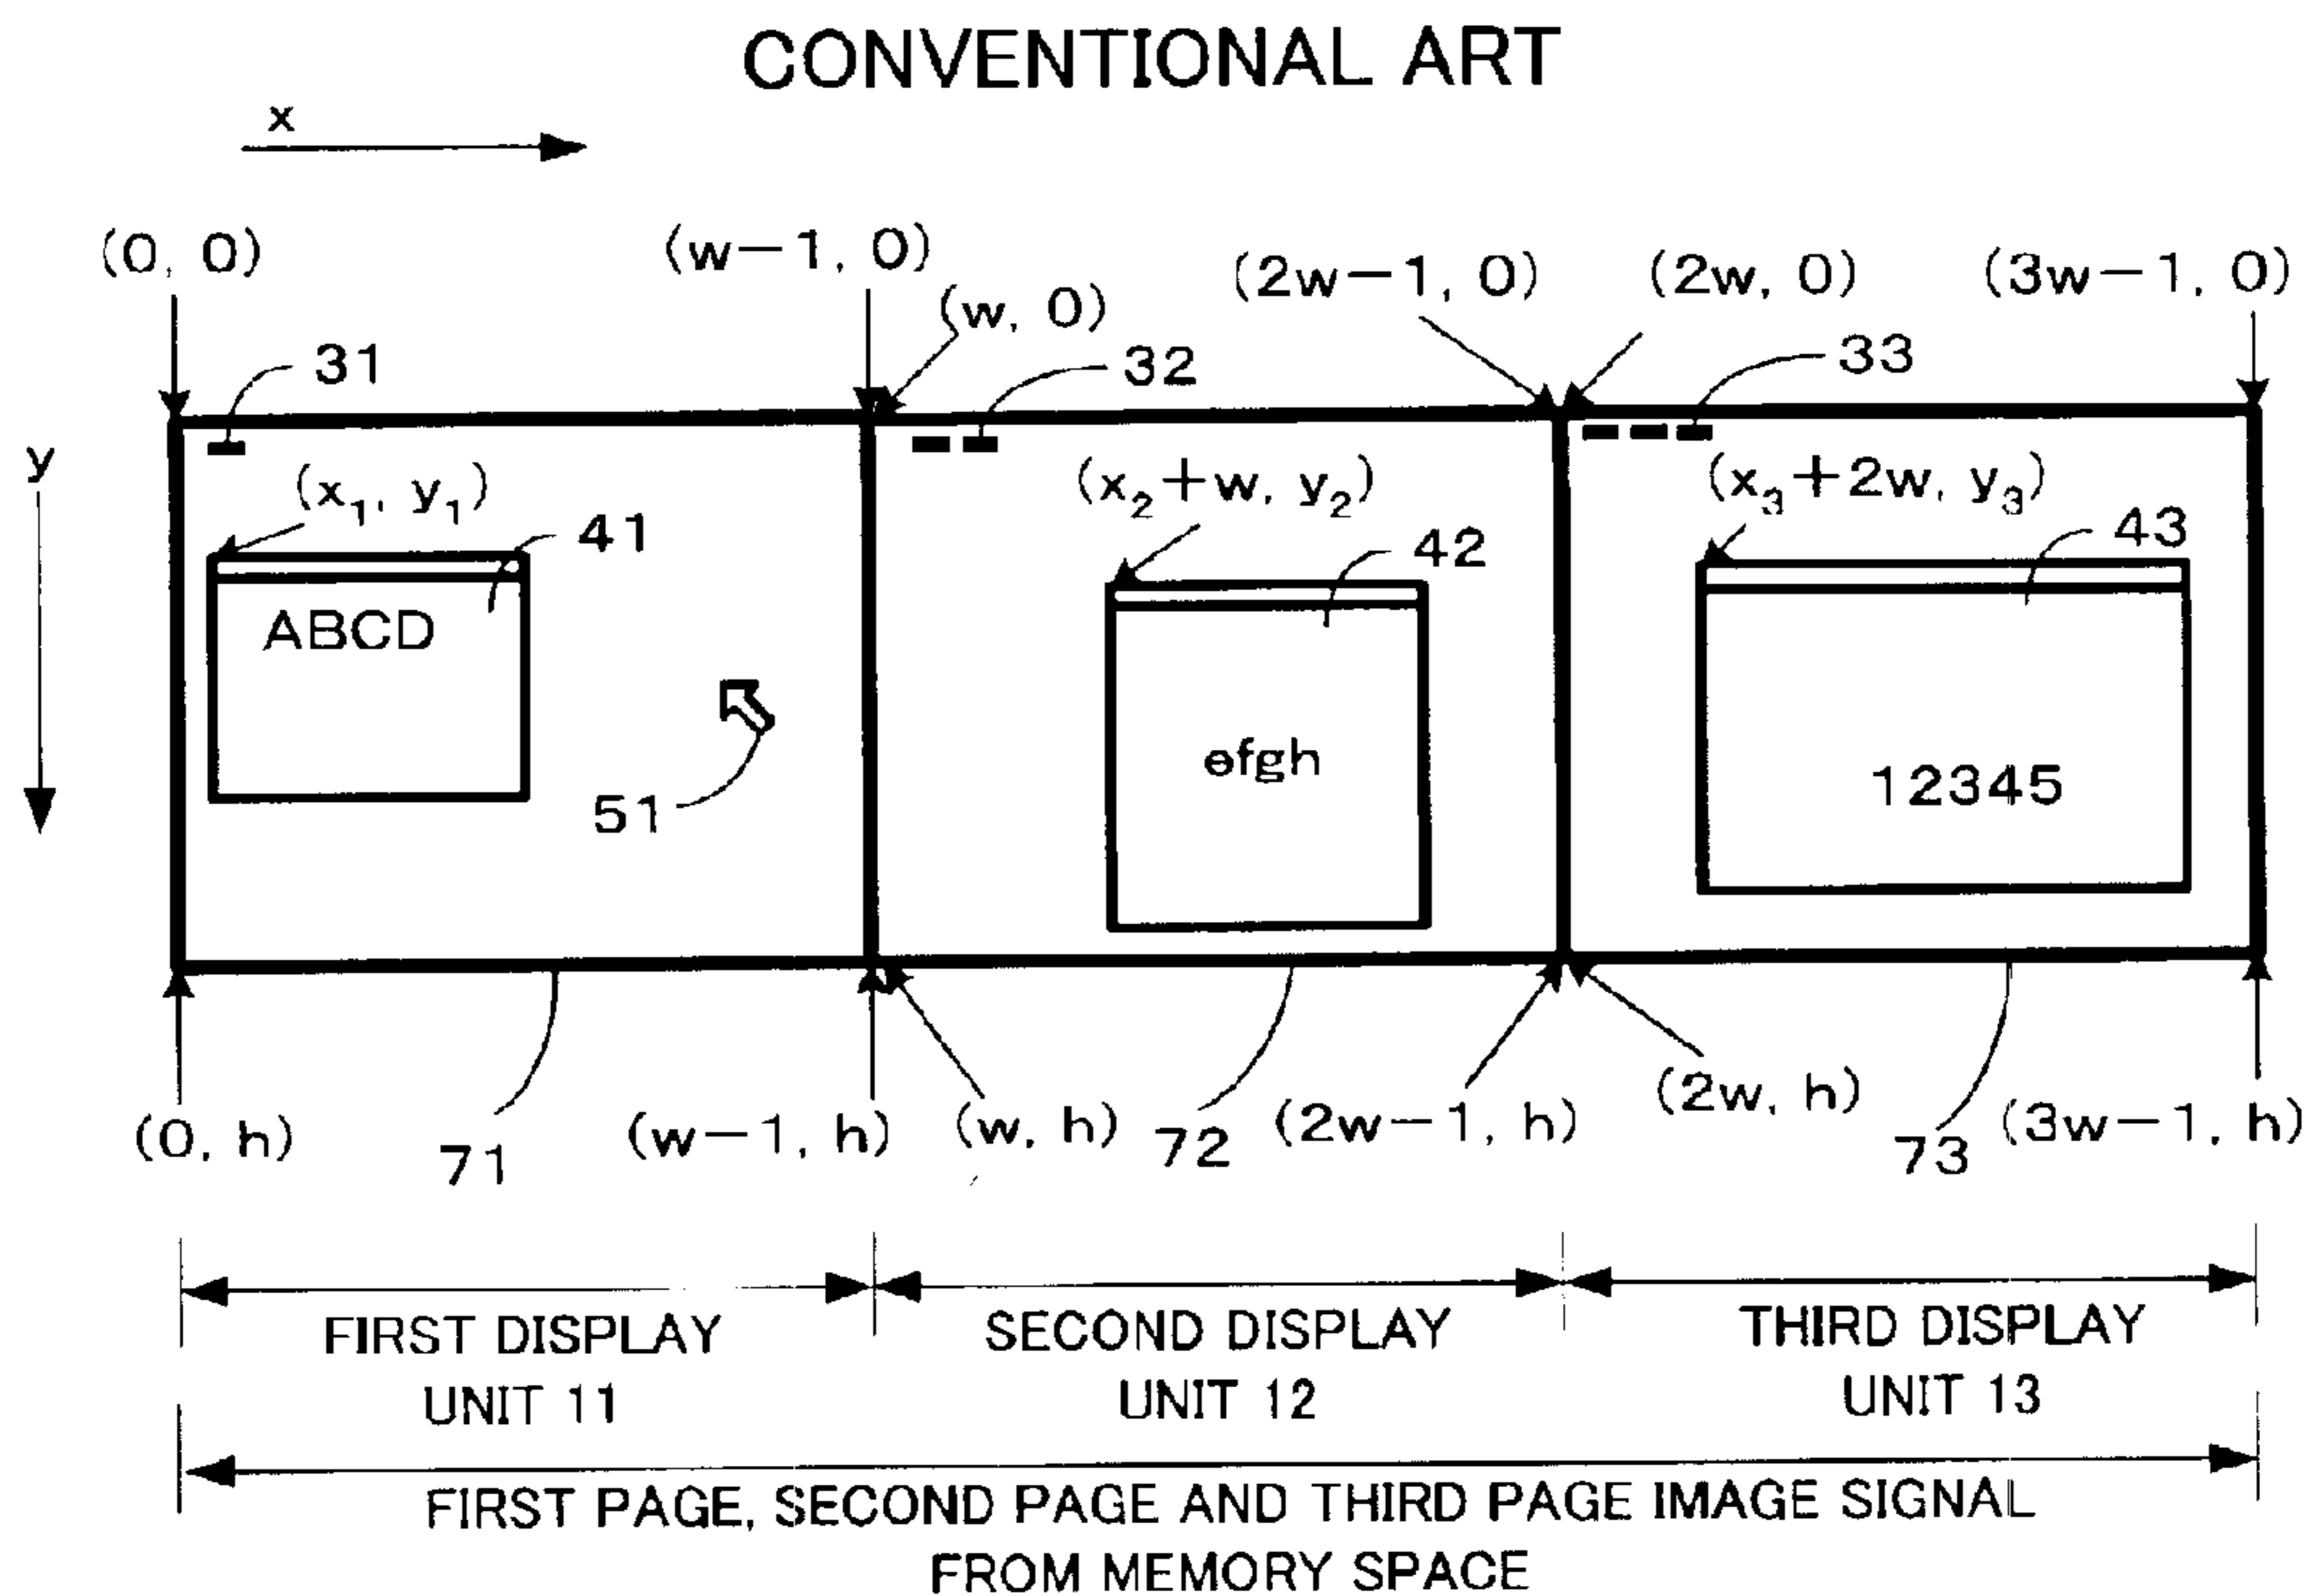 CONVENTIONAL ART
x
(0, 0)
(w−1, 0)
(w, 0)
(2w−1, 0)
(2w, 0)
(3w−1, 0)
31
32
33
y
(x₁, y₁)
(x₂+w, y₂)
(x₃+2w, y₃)
41
42
43
ABCD
efgh
12345
51
(0, h)
71
(w−1, h)
(w, h)
72
(2w−1, h)
(2w, h)
73
(3w−1, h)
FIRST DISPLAY
UNIT 11
SECOND DISPLAY
UNIT 12
THIRD DISPLAY
UNIT 13
FIRST PAGE, SECOND PAGE AND THIRD PAGE IMAGE SIGNAL
FROM MEMORY SPACE